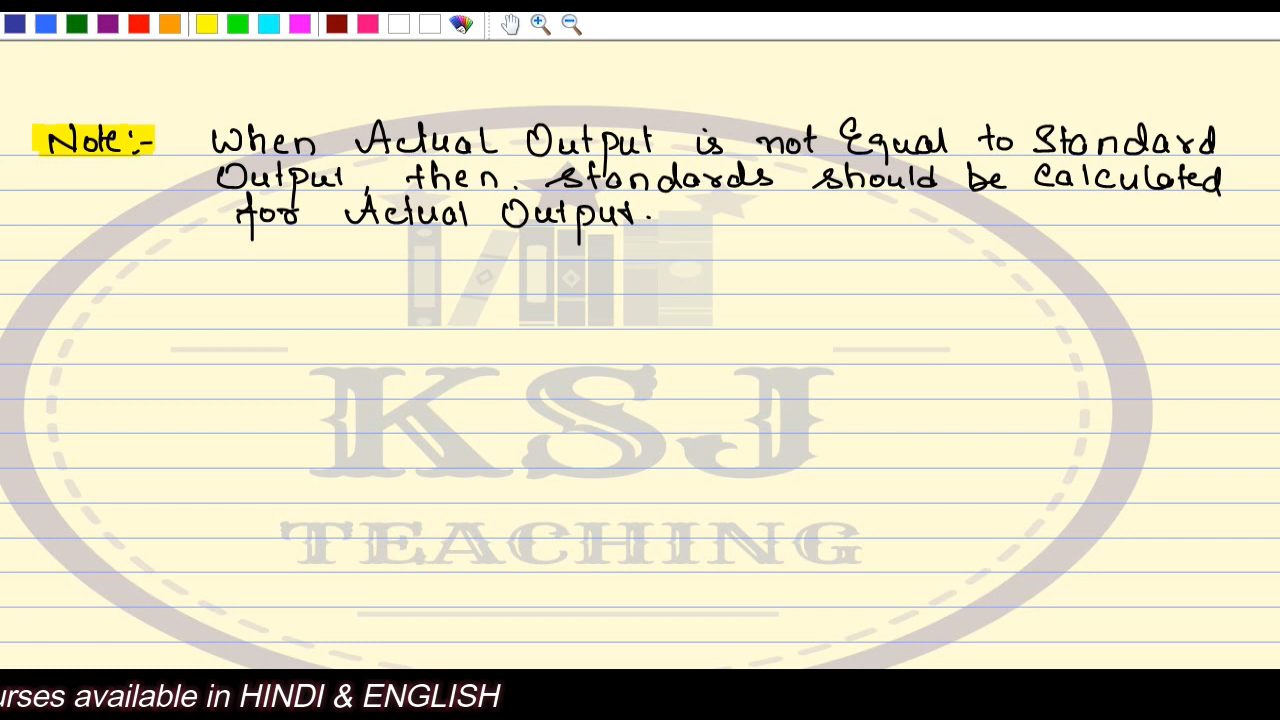 Note:- When Actual Output is not Equal to Standard
Output, then. standards should be calculated
for Actual Output.
KSJ
TEACHING
urses available in HINDI & ENGLISH